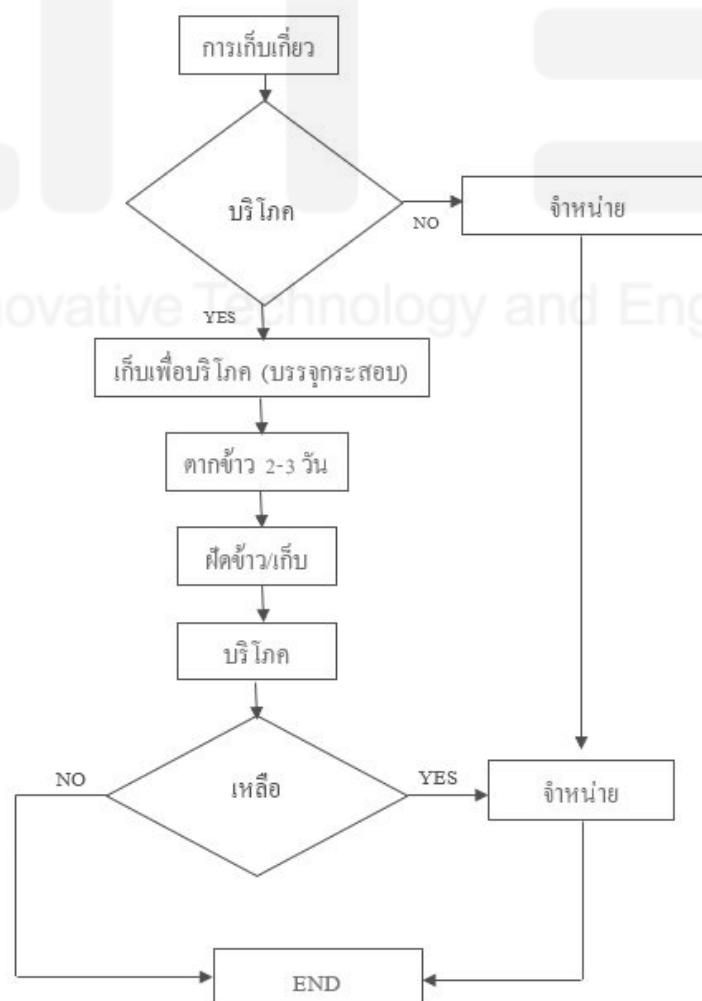 การเก็บเกี่ยว
บริโภค
NO
จำหน่าย
novative Technology and Eng
YES
เก็บเพื่อบริโภค (บรรจุกระสอบ)
ตากข้าว 2-3 วัน
ฝัดข้าว/เก็บ
บริโภค
NO
เหลือ
YES
จำหน่าย
END